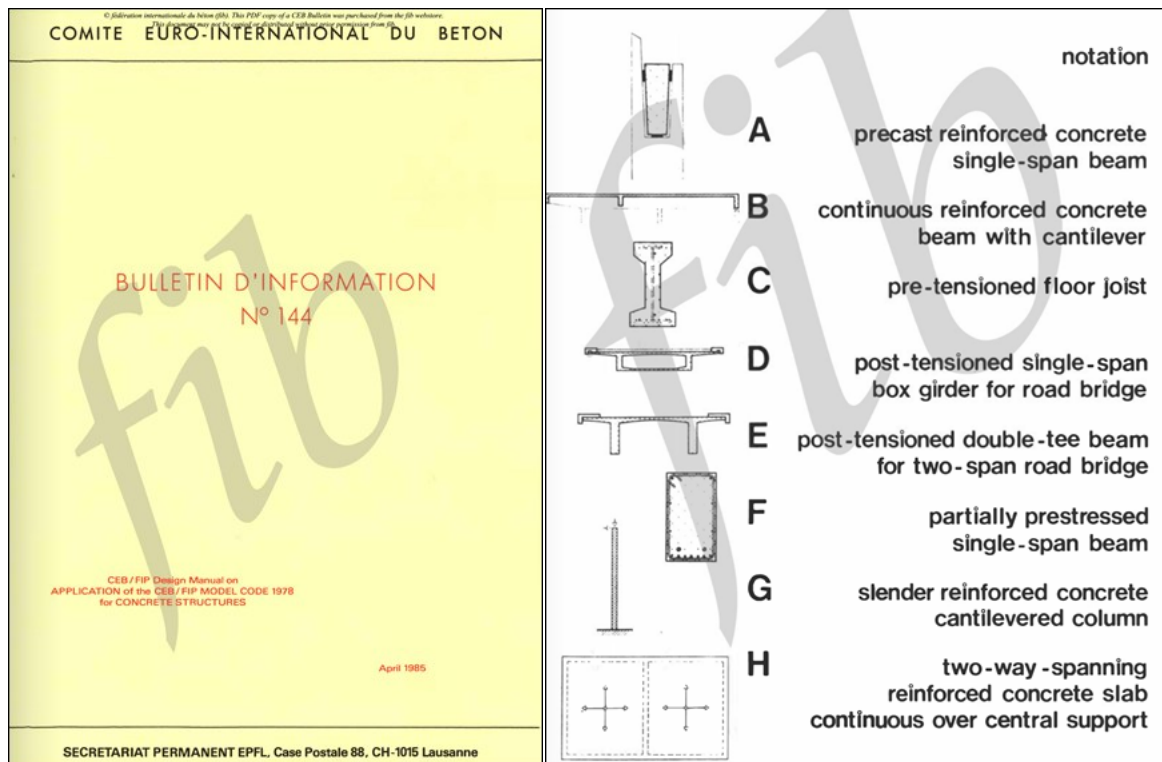 © fédération internationale du béton (fib). This PDF copy of a CEB Bulletin was purchased from the fib webstore.
This document may not be copied or distributed without prior permission from fib.
COMITE EURO-INTERNATIONAL DU BETON
fib
BULLETIN D'INFORMATION
N° 144
CEB/FIP Design Manual on
APPLICATION of the CEB/FIP MODEL CODE 1978
for CONCRETE STRUCTURES
April 1985
SECRETARIAT PERMANENT EPFL, Case Postale 88, CH-1015 Lausanne
fib
notation
A precast reinforced concrete
single-span beam
B continuous reinforced concrete
beam with cantilever
C pre-tensioned floor joist
D post-tensioned single-span
box girder for road bridge
E post-tensioned double-tee beam
for two-span road bridge
F partially prestressed
single-span beam
G slender reinforced concrete
cantilevered column
H two-way-spanning
reinforced concrete slab
continuous over central support